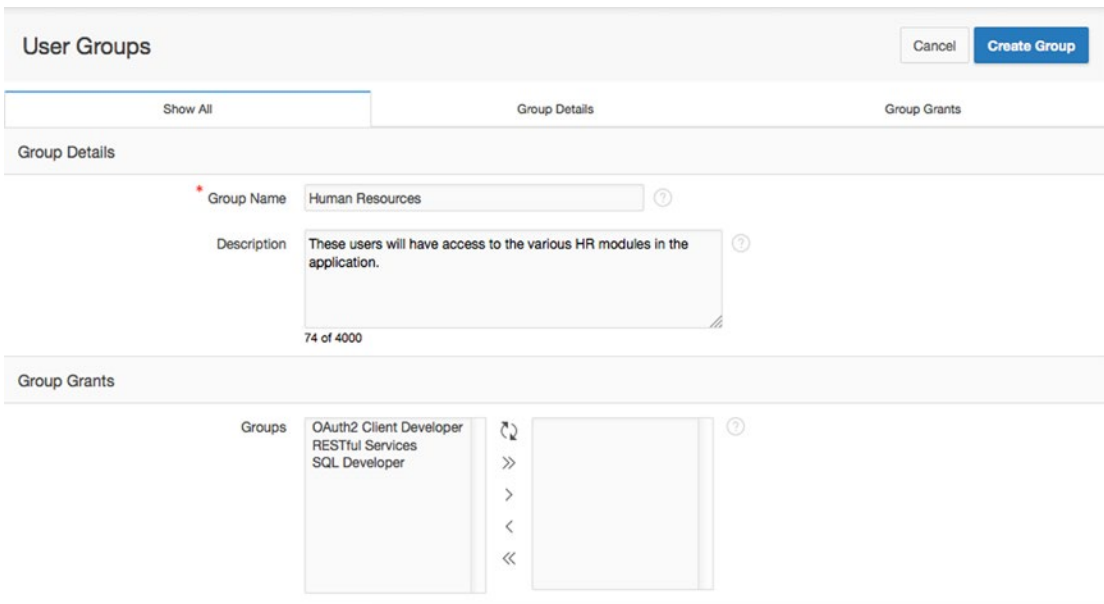 User Groups
Cancel
Create Group
Show All
Group Details
Group Grants
Group Details
* Group Name
Human Resources
?
Description
These users will have access to the various HR modules in the
application.
?
74 of 4000
Group Grants
Groups
OAuth2 Client Developer
RESTful Services
SQL Developer
?